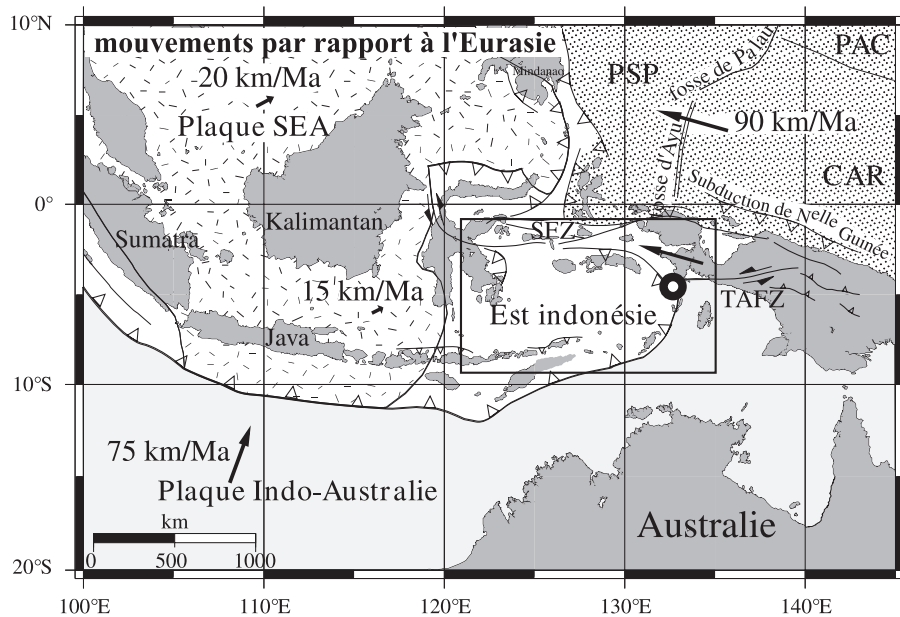 10°N
mouvements par rapport à l'Eurasie
PAC
20 km/Ma
Mindanao
PSP
fosse de Palau
Plaque SEA
90 km/Ma
fosse d'Ayu
CAR
0°
Subduction de Nelle Guinée
Kalimantan
Sumatra
SEZ
15 km/Ma
TAFZ
Est indonésie
Java
10°S
75 km/Ma
Plaque Indo-Australie
km
Australie
0 500 1000
20°S
100°E 110°E 120°E 130°E 140°E